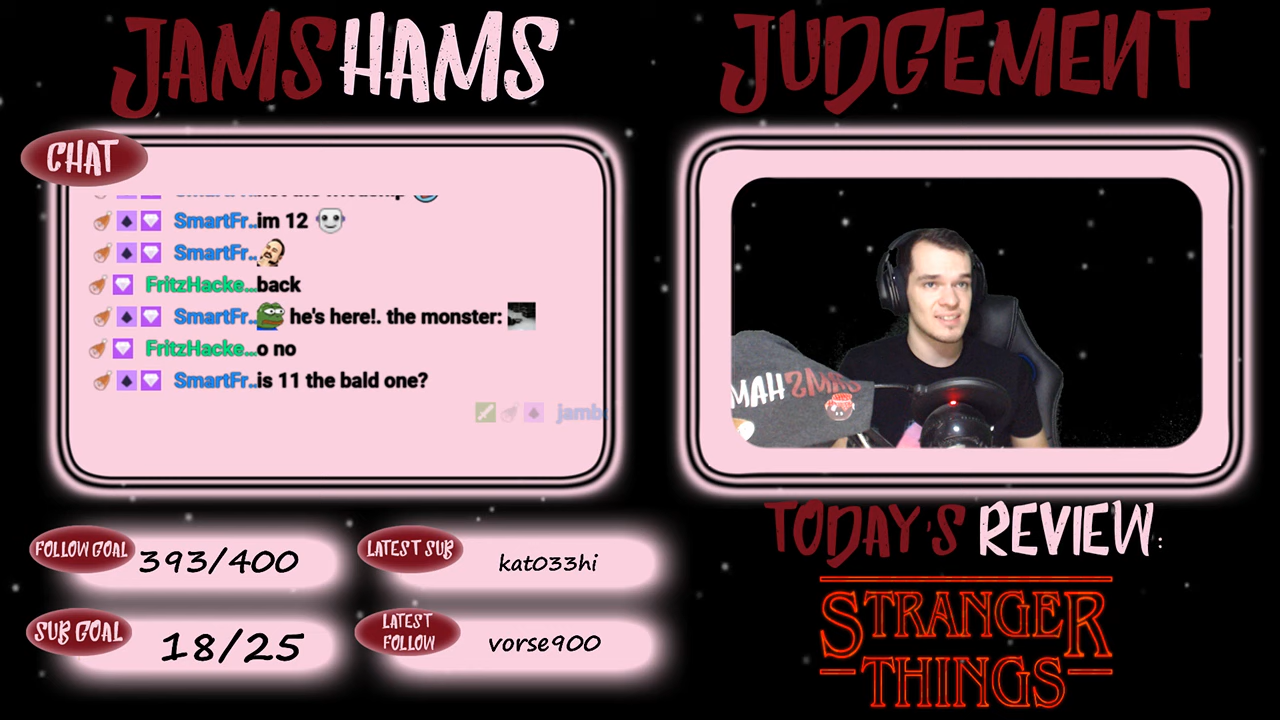 JAMSHAMS
JUDGEMENT
CHAT
SmartFr..im 12
SmartFr..
FritzHacke...back
SmartFr.. he's here!. the monster:
FritzHacke...o no
SmartFr..is 11 the bald one?
jamb
FOLLOW GOAL
393/400
LATEST SUB
kat033hi
SUB GOAL
18/25
LATEST
FOLLOW
vorse900
TODAY'S REVIEW:
STRANGER
THINGS